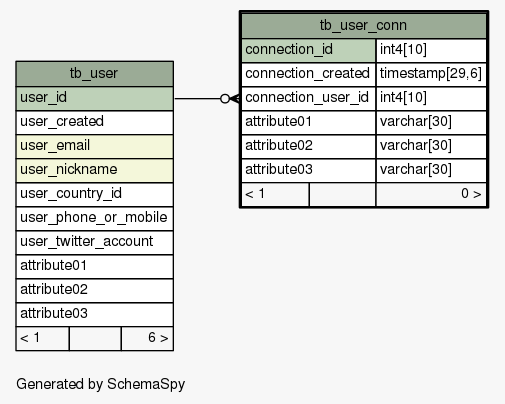 tb_user_conn
connection_id int4[10]
connection_created timestamp[29,6]
connection_user_id int4[10]
attribute01 varchar[30]
attribute02 varchar[30]
attribute03 varchar[30]
< 1 0 >
tb_user
user_id
user_created
user_email
user_nickname
user_country_id
user_phone_or_mobile
user_twitter_account
attribute01
attribute02
attribute03
< 1 6 >
Generated by SchemaSpy